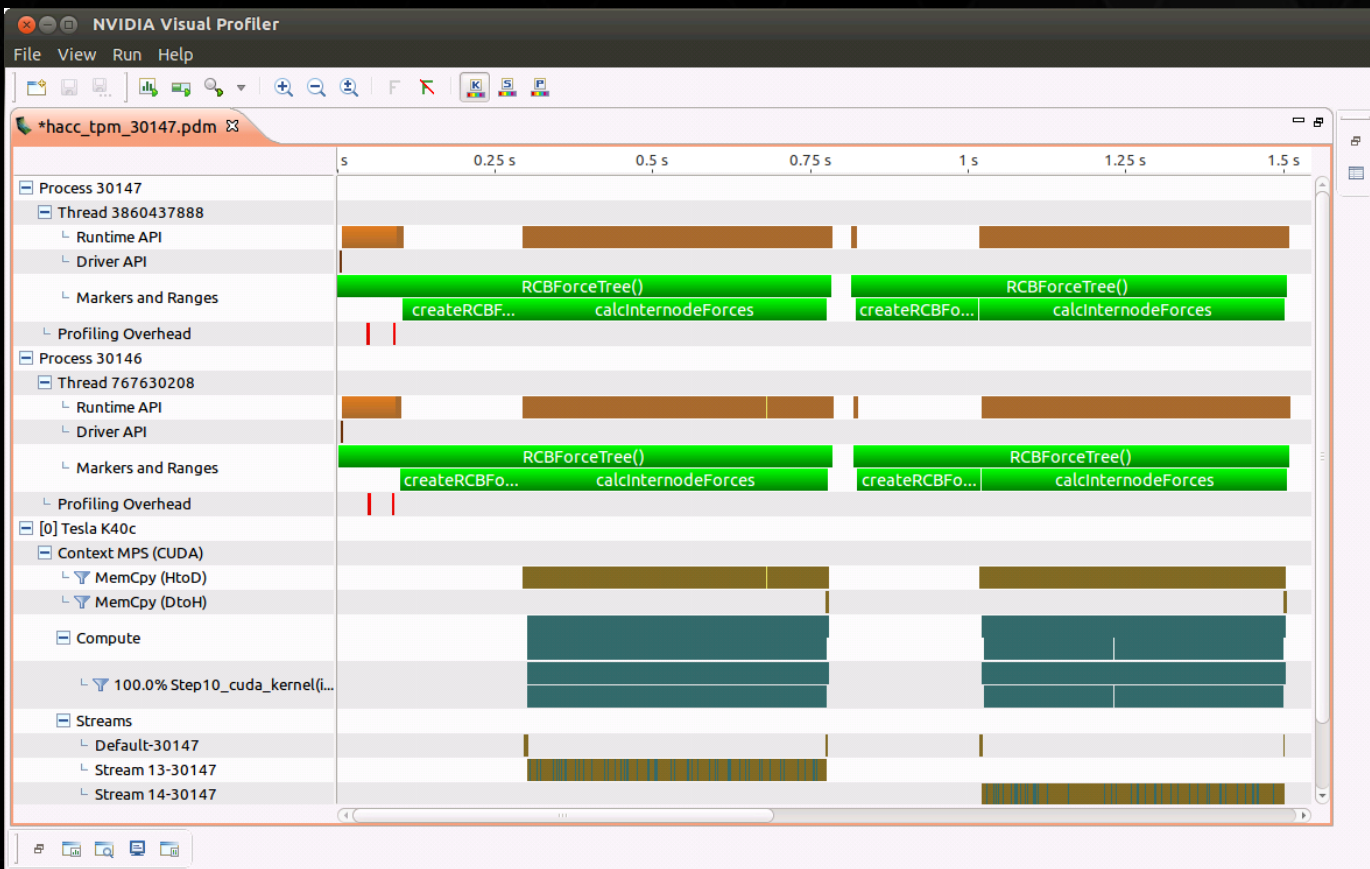 NVIDIA Visual Profiler
File View Run Help
F
K S P
*hacc_tpm_30147.pdm
s 0.25 s 0.5 s 0.75 s 1 s 1.25 s 1.5 s
Process 30147
Thread 3860437888
Runtime API
Driver API
RCBForceTree() RCBForceTree()
Markers and Ranges
createRCBF... calcInternodeForces createRCBFo... calcInternodeForces
Profiling Overhead
Process 30146
Thread 767630208
Runtime API
Driver API
RCBForceTree() RCBForceTree()
Markers and Ranges
createRCBFo... calcInternodeForces createRCBFo... calcInternodeForces
Profiling Overhead
[0] Tesla K40c
Context MPS (CUDA)
MemCpy (HtoD)
MemCpy (DtoH)
Compute
100.0% Step10_cuda_kernel(i...
Streams
Default-30147
Stream 13-30147
Stream 14-30147